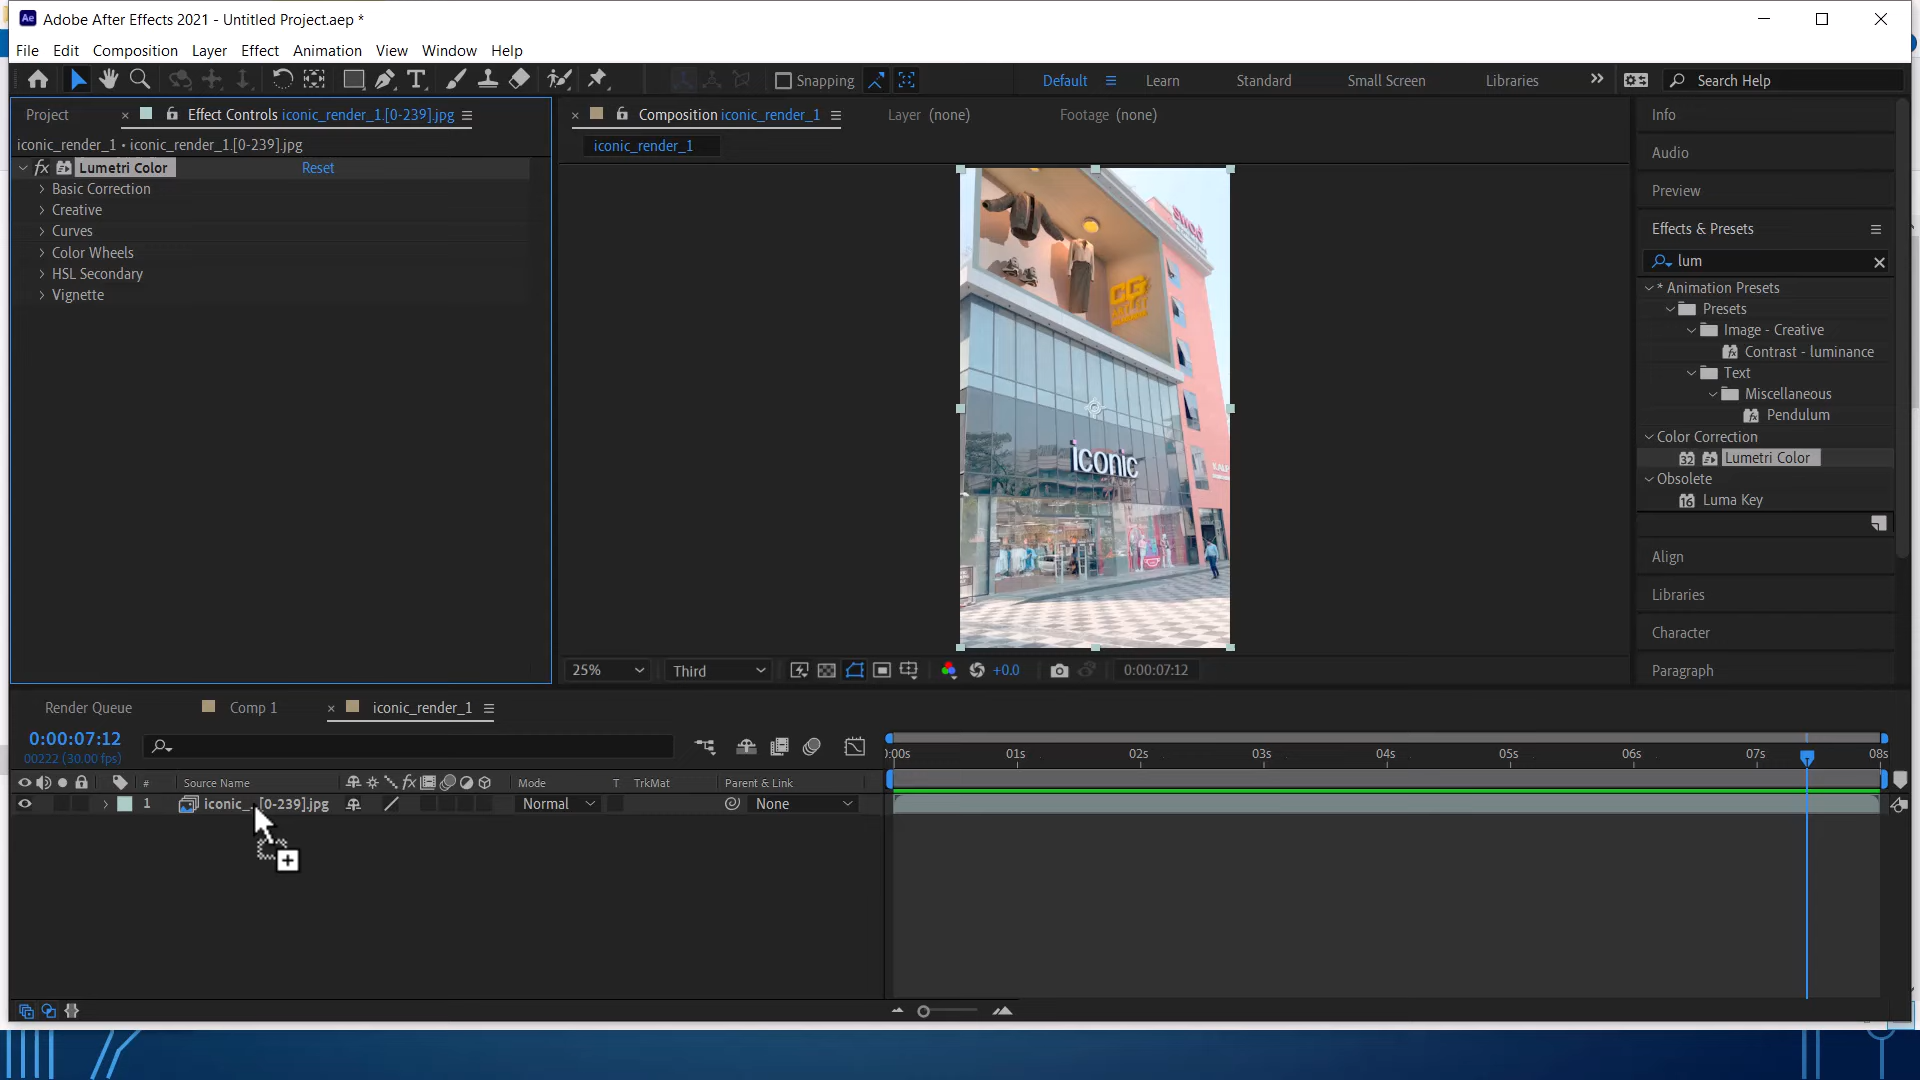 Adobe After Effects 2021 - Untitled Project.aep *
File Edit Composition Layer Effect Animation View Window Help
Snapping
Default Learn Standard Small Screen Libraries
Search Help
Project Effect Controls iconic_render_1.[0-239].jpg
Composition iconic_render_1 Layer (none) Footage (none)
iconic_render_1 • iconic_render_1.[0-239].jpg
iconic_render_1
fx Lumetri Color Reset
Basic Correction
Creative
Curves
Color Wheels
HSL Secondary
Vignette
CG
iconic
25% Third +0.0 0:00:07:12
Info
Audio
Preview
Effects & Presets
lum
* Animation Presets
Presets
Image - Creative
Contrast - luminance
Text
Miscellaneous
Pendulum
Color Correction
32 Lumetri Color
Obsolete
16 Luma Key
Align
Libraries
Character
Paragraph
Render Queue Comp 1 iconic_render_1
0:00:07:12
00222 (30.00 fps)
:00s 01s 02s 03s 04s 05s 06s 07s 08s
# Source Name fx Mode T TrkMat Parent & Link
1 iconic_...[0-239].jpg Normal None